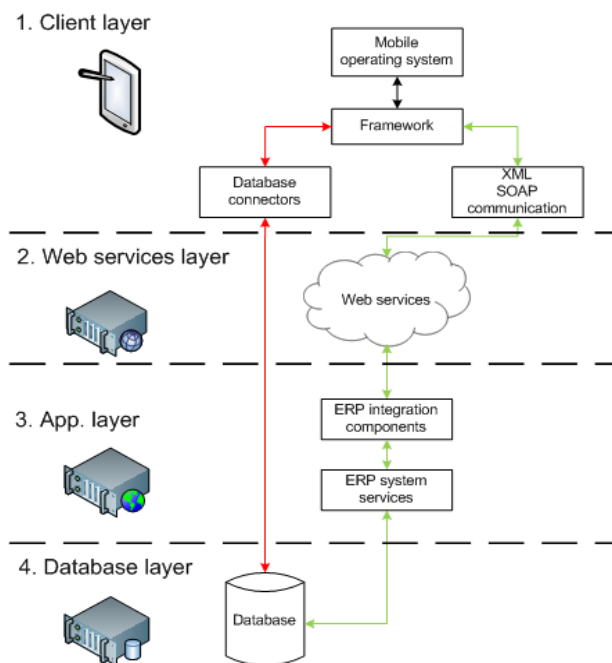 1. Client layer
Mobile
operating system
Framework
Database
connectors
XML
SOAP
communication
2. Web services layer
Web services
3. App. layer
ERP integration
components
ERP system
services
4. Database layer
Database